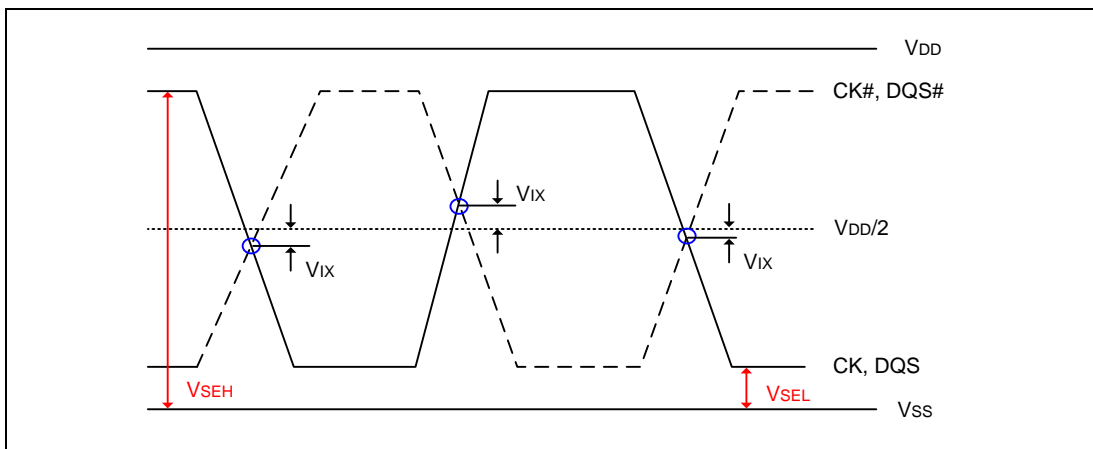 VDD
CK#, DQS#
VIX
VDD/2
VIX
VIX
CK, DQS
VSEH
VSEL
VSS